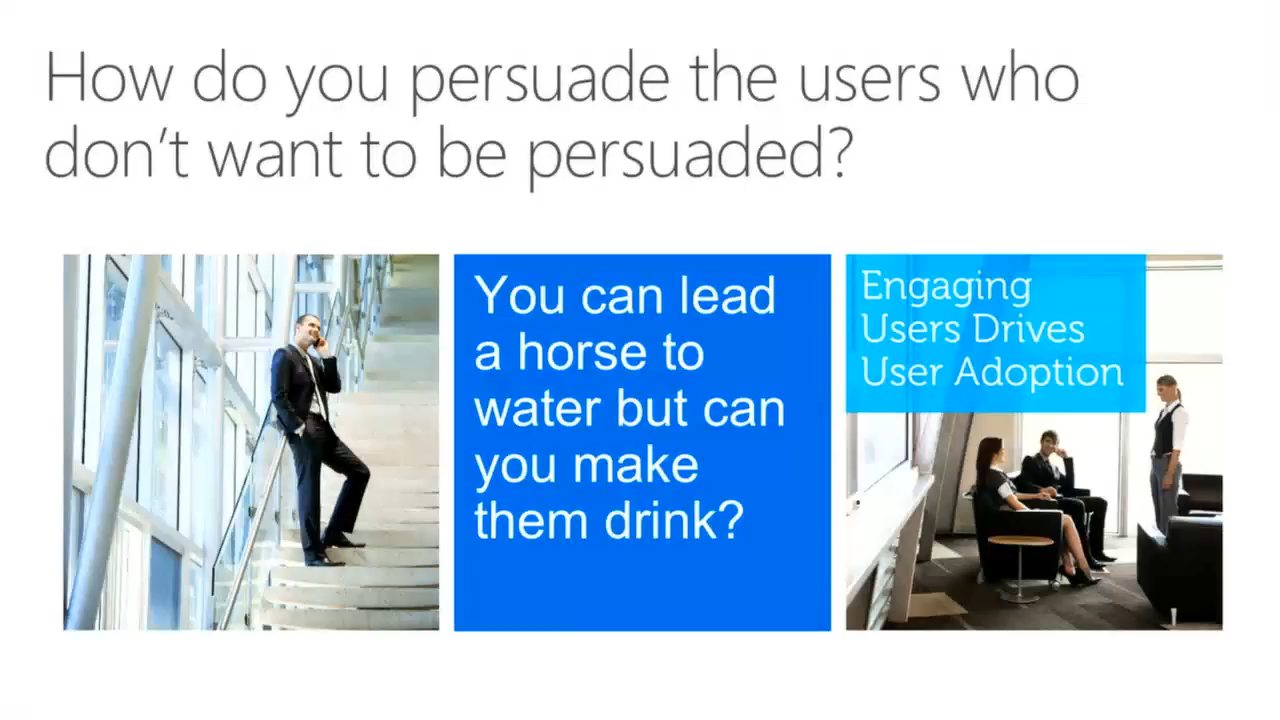 How do you persuade the users who
don't want to be persuaded?
You can lead
a horse to
water but can
you make
them drink?
Engaging
Users Drives
User Adoption